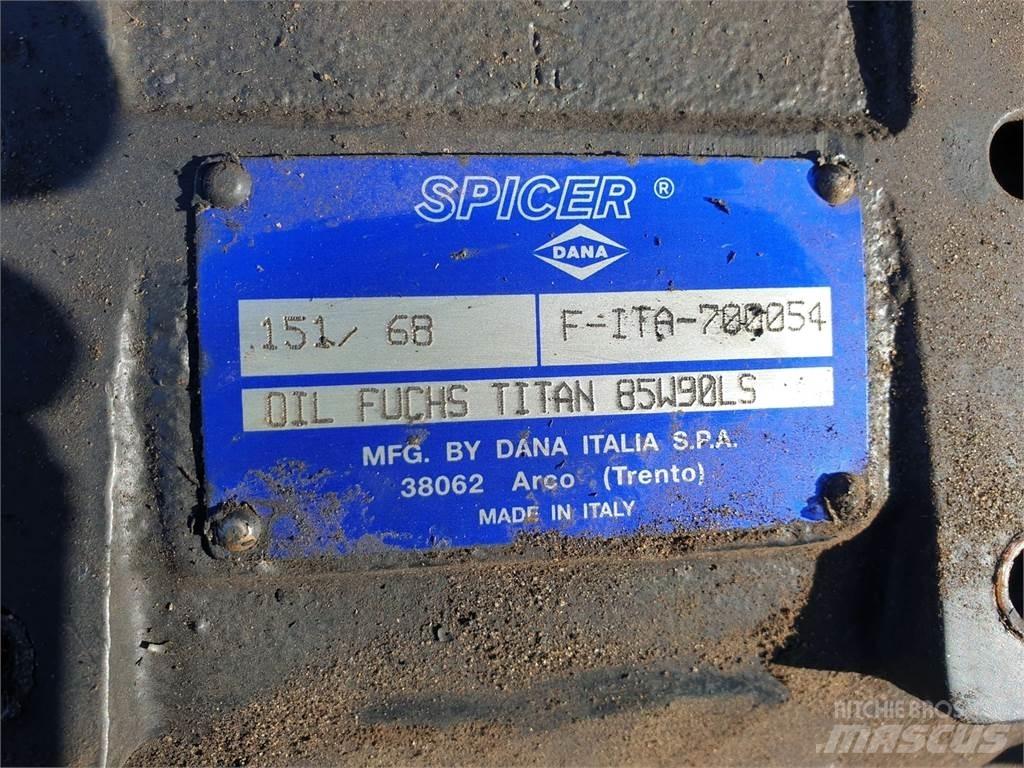 SPICER ®
DANA
151/ 68 F-ITA-700054
OIL FUCHS TITAN 85W90LS
MFG. BY DANA ITALIA S.P.A.
38062 Arco (Trento)
MADE IN ITALY
RITCHIE BROS
MASCUS